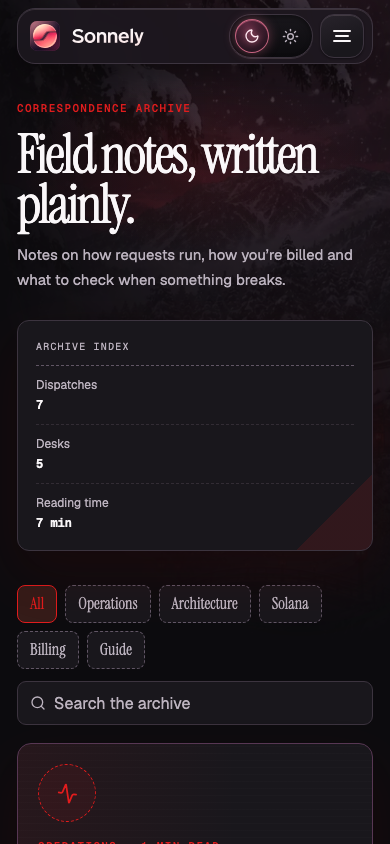 Sonnely
CORRESPONDENCE ARCHIVE
Field notes, written
plainly.
Notes on how requests run, how you're billed and
what to check when something breaks.
ARCHIVE INDEX
Dispatches
7
Desks
5
Reading time
7 min
All
Operations
Architecture
Solana
Billing
Guide
Search the archive